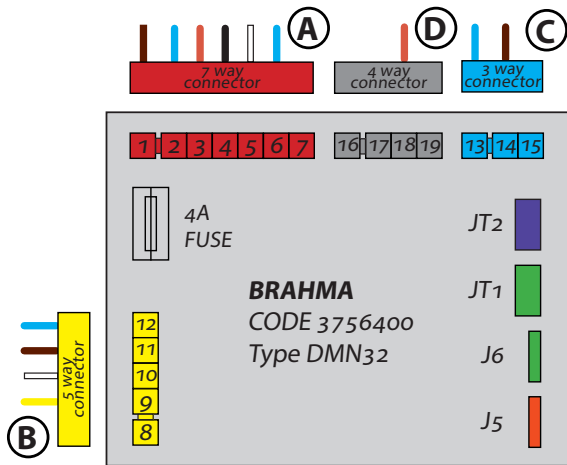 A
D
C
7 way
connector
4 way
connector
3 way
connector
1 2 3 4 5 6 7
16 17 18 19
13 14 15
4A
FUSE
JT2
BRAHMA
CODE 3756400
Type DMN32
JT1
J6
J5
12
11
10
9
8
5 way
connector
B